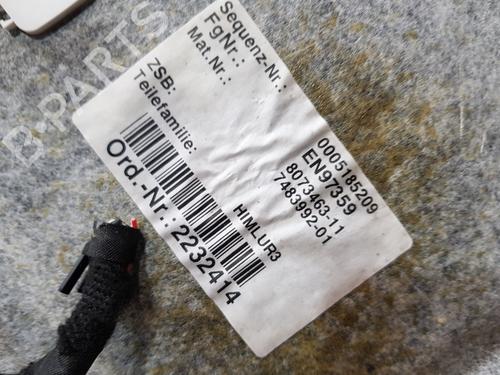 Sequenz-Nr.: 0005185209
FgNr.: EN97359
Mat.Nr.: 8073463-11
ZSB: 7483992-01
Teilefamilie: HIMLUR3
Ord.-Nr.: 2232414
B-PARTS